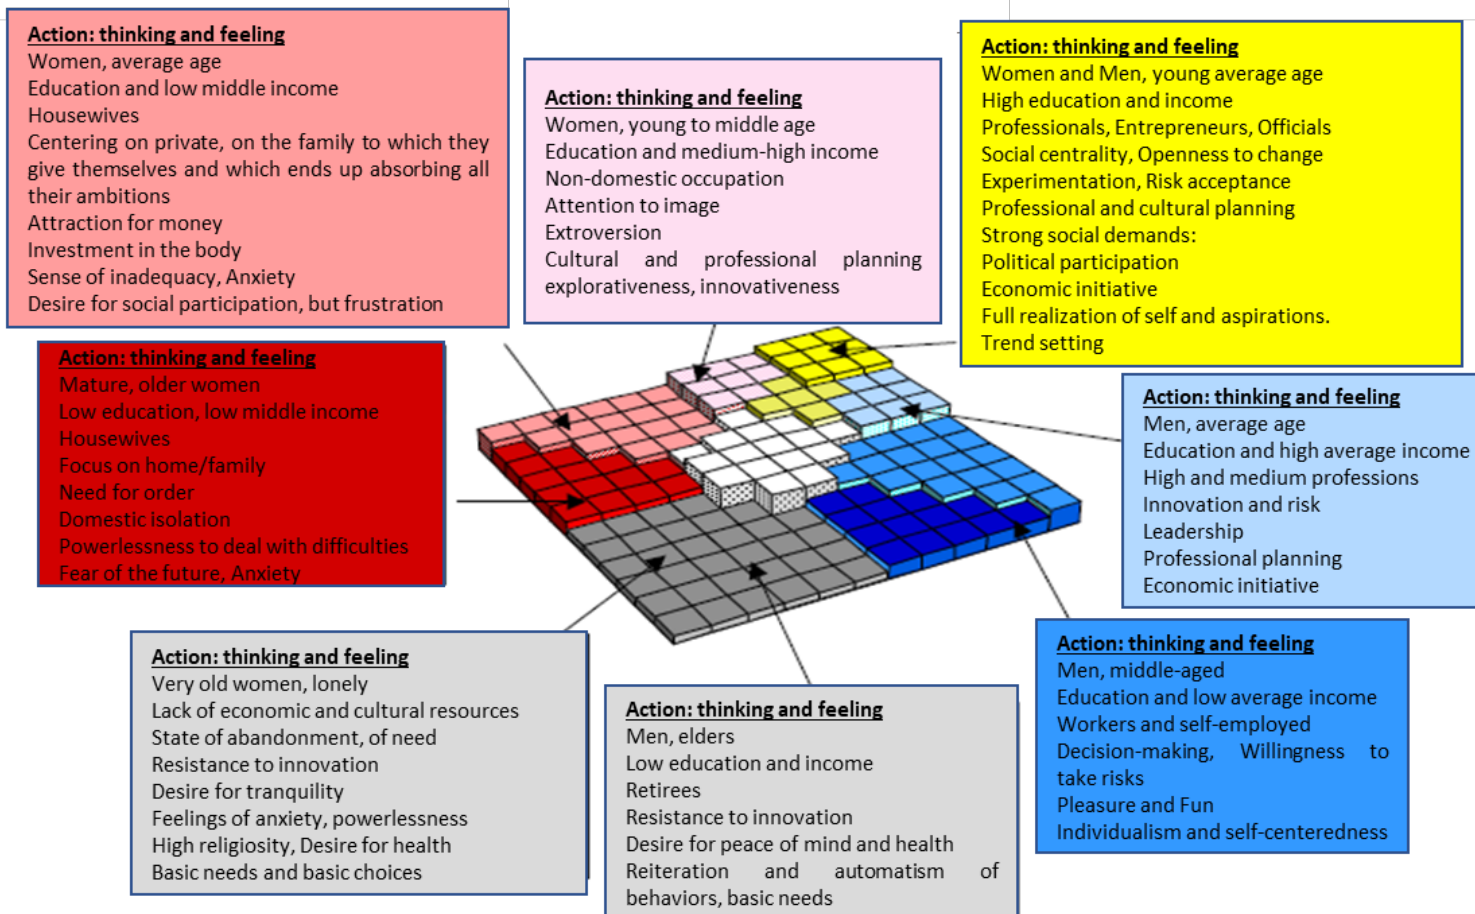 Action: thinking and feeling
Women, average age
Education and low middle income
Housewives
Centering on private, on the family to which they
give themselves and which ends up absorbing all
their ambitions
Attraction for money
Investment in the body
Sense of inadequacy, Anxiety
Desire for social participation, but frustration
Action: thinking and feeling
Women, young to middle age
Education and medium-high income
Non-domestic occupation
Attention to image
Extroversion
Cultural and professional planning
explorativeness, innovativeness
Action: thinking and feeling
Women and Men, young average age
High education and income
Professionals, Entrepreneurs, Officials
Social centrality, Openness to change
Experimentation, Risk acceptance
Professional and cultural planning
Strong social demands:
Political participation
Economic initiative
Full realization of self and aspirations.
Trend setting
Action: thinking and feeling
Mature, older women
Low education, low middle income
Housewives
Focus on home/family
Need for order
Domestic isolation
Powerlessness to deal with difficulties
Fear of the future, Anxiety
Action: thinking and feeling
Men, average age
Education and high average income
High and medium professions
Innovation and risk
Leadership
Professional planning
Economic initiative
Action: thinking and feeling
Very old women, lonely
Lack of economic and cultural resources
State of abandonment, of need
Resistance to innovation
Desire for tranquility
Feelings of anxiety, powerlessness
High religiosity, Desire for health
Basic needs and basic choices
Action: thinking and feeling
Men, elders
Low education and income
Retirees
Resistance to innovation
Desire for peace of mind and health
Reiteration and automatism of
behaviors, basic needs
Action: thinking and feeling
Men, middle-aged
Education and low average income
Workers and self-employed
Decision-making, Willingness to
take risks
Pleasure and Fun
Individualism and self-centeredness